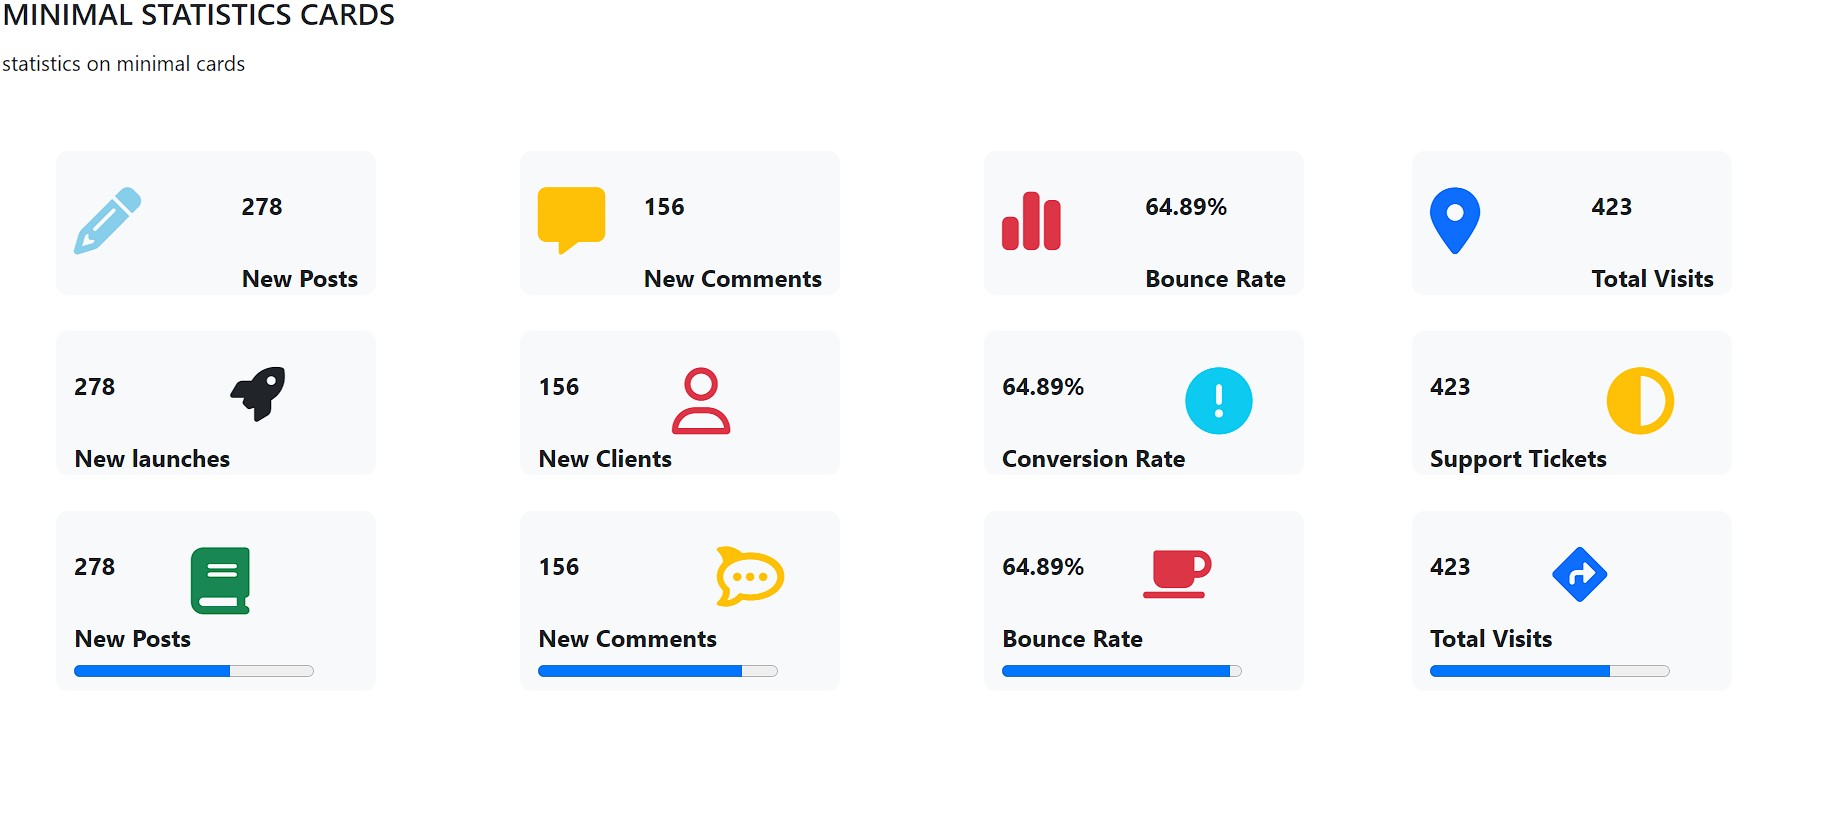 MINIMAL STATISTICS CARDS
statistics on minimal cards
278
New Posts
156
New Comments
64.89%
Bounce Rate
423
Total Visits
278
New launches
156
New Clients
64.89%
Conversion Rate
423
Support Tickets
278
New Posts
156
New Comments
64.89%
Bounce Rate
423
Total Visits